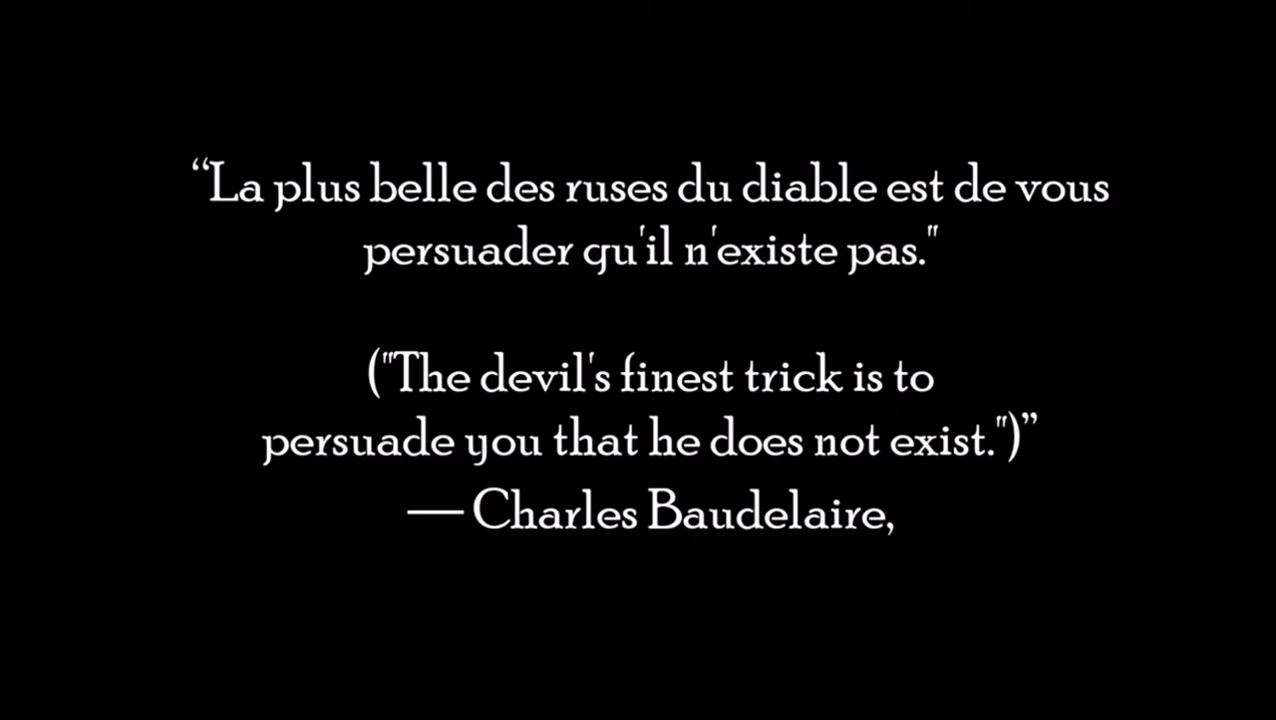 “La plus belle des ruses du diable est de vous
persuader qu'il n'existe pas."
("The devil's finest trick is to
persuade you that he does not exist.")”
— Charles Baudelaire,